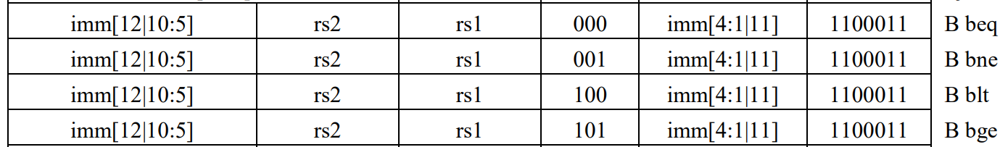 imm[12|10:5] rs2 rs1 000 imm[4:1|11] 1100011 B beq
imm[12|10:5] rs2 rs1 001 imm[4:1|11] 1100011 B bne
imm[12|10:5] rs2 rs1 100 imm[4:1|11] 1100011 B blt
imm[12|10:5] rs2 rs1 101 imm[4:1|11] 1100011 B bge